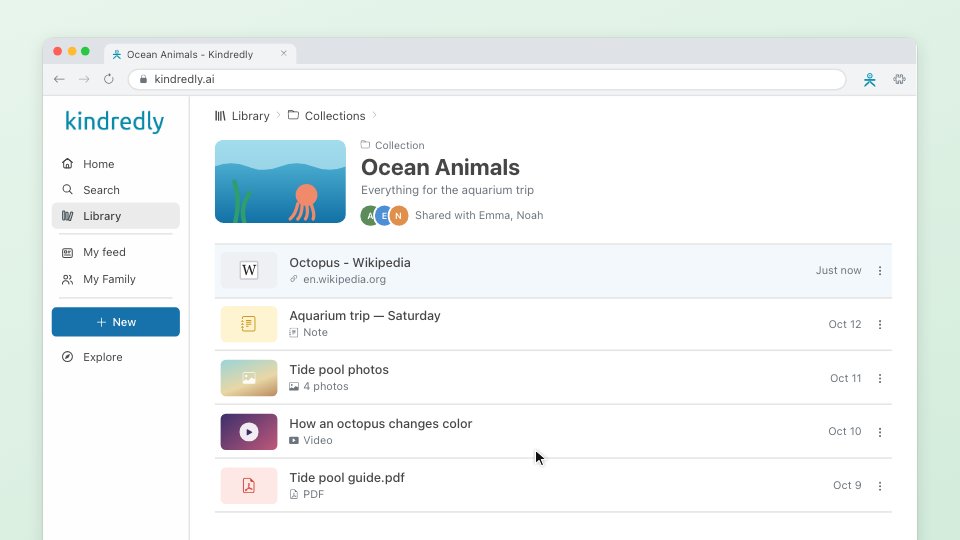 Ocean Animals - Kindredly
kindredly.ai
kindredly
Home
Search
Library
My feed
My Family
+ New
Explore
Library > Collections >
Collection
Ocean Animals
Everything for the aquarium trip
A E N Shared with Emma, Noah
W
Octopus - Wikipedia
en.wikipedia.org
Just now
Aquarium trip — Saturday
Note
Oct 12
Tide pool photos
4 photos
Oct 11
How an octopus changes color
Video
Oct 10
Tide pool guide.pdf
PDF
Oct 9